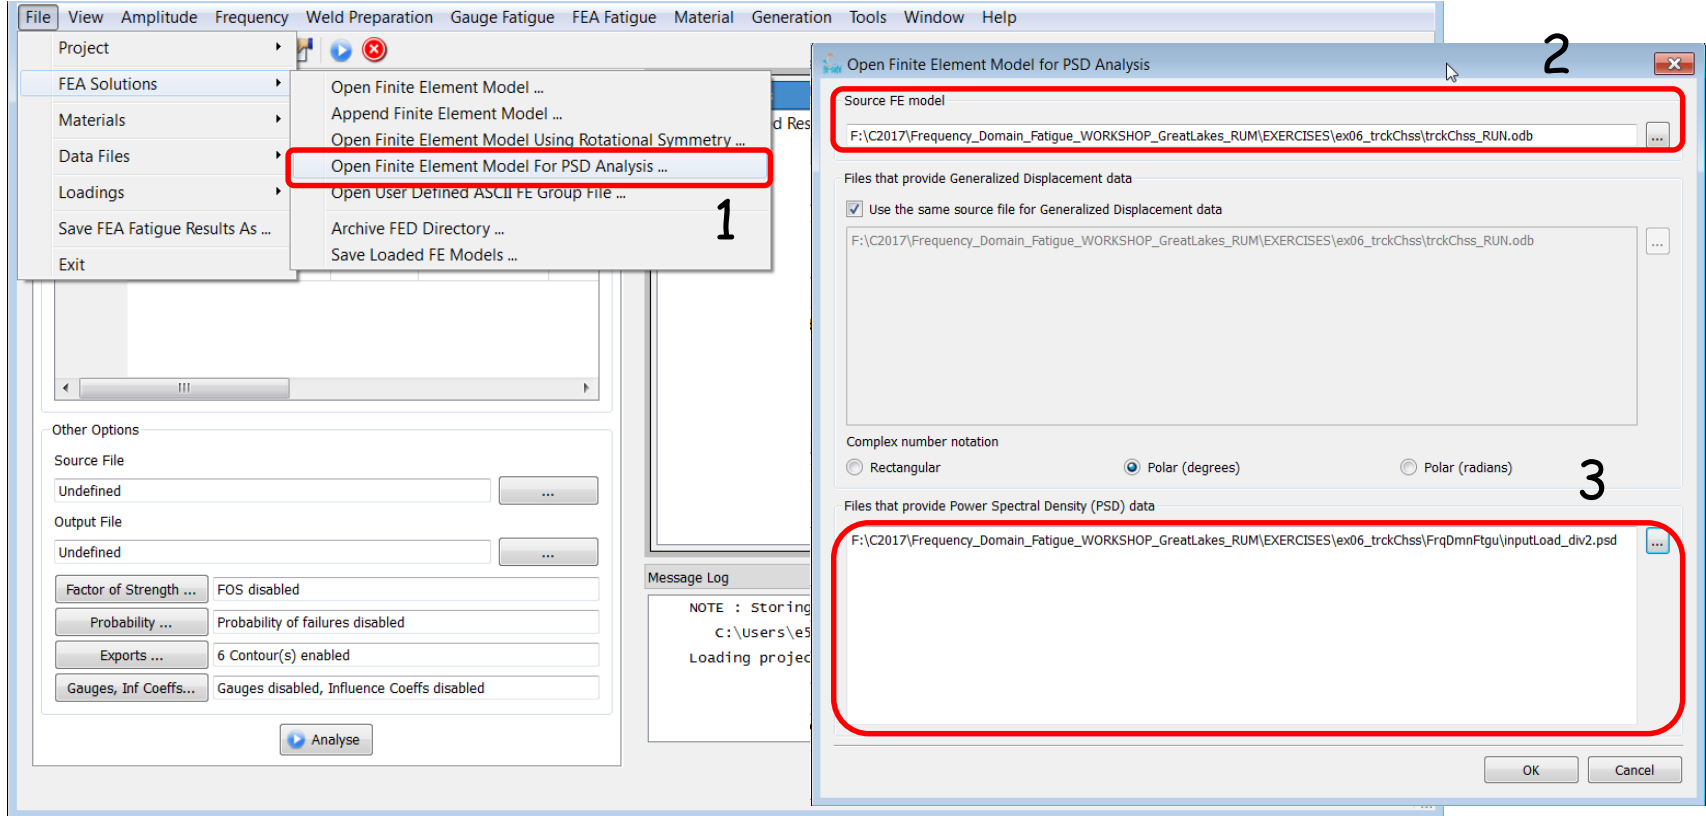 File View Amplitude Frequency Weld Preparation Gauge Fatigue FEA Fatigue Material Generation Tools Window Help
Project
FEA Solutions
Materials
Data Files
Loadings
Save FEA Fatigue Results As ...
Exit
Open Finite Element Model ...
Append Finite Element Model ...
Open Finite Element Model Using Rotational Symmetry ...
Open Finite Element Model For PSD Analysis ...
Open User Defined ASCII FE Group File ...
Archive FED Directory ...
Save Loaded FE Models ...
1
d Res
Other Options
Source File
Undefined
...
Output File
Undefined
...
Factor of Strength ... FOS disabled
Probability ... Probability of failures disabled
Exports ... 6 Contour(s) enabled
Gauges, Inf Coeffs... Gauges disabled, Influence Coeffs disabled
Analyse
Message Log
NOTE : Storing
C:\Users\e5
Loading projec
Open Finite Element Model for PSD Analysis
2
Source FE model
F:\C2017\Frequency_Domain_Fatigue_WORKSHOP_GreatLakes_RUM\EXERCISES\ex06_trckChss\trckChss_RUN.odb
...
Files that provide Generalized Displacement data
Use the same source file for Generalized Displacement data
F:\C2017\Frequency_Domain_Fatigue_WORKSHOP_GreatLakes_RUM\EXERCISES\ex06_trckChss\trckChss_RUN.odb
...
Complex number notation
Rectangular Polar (degrees) Polar (radians)
3
Files that provide Power Spectral Density (PSD) data
F:\C2017\Frequency_Domain_Fatigue_WORKSHOP_GreatLakes_RUM\EXERCISES\ex06_trckChss\FrqDmnFtgu\inputLoad_div2.psd
...
OK Cancel